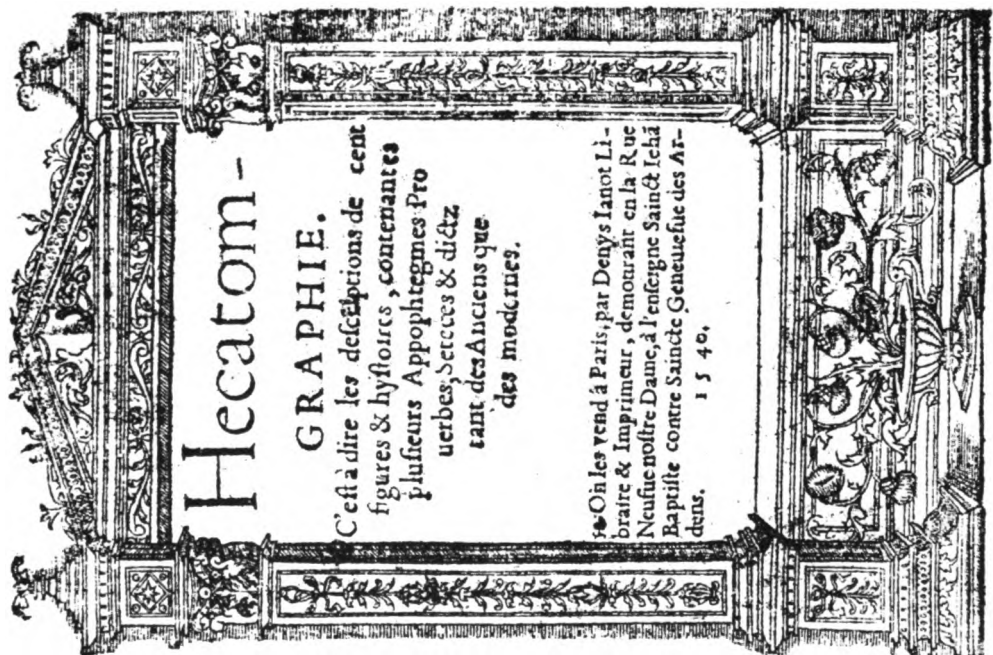 Hecatom-
GRAPHIE.
C'est à dire les descriptions de cent
figures & hystoires, contenantes
plusieurs Appophtegmes Pro
uerbes, Sentences & dictz
tant des Anciens que
des modernes.
On les vend à Paris, par Denys Ianot Li-
braire & Imprimeur, demourant en la Rue
Neufue nostre Dame, à l'enseigne Sainct Iehã
Baptiste contre Saincte Geneuiefue des Ar-
dens.
1540.